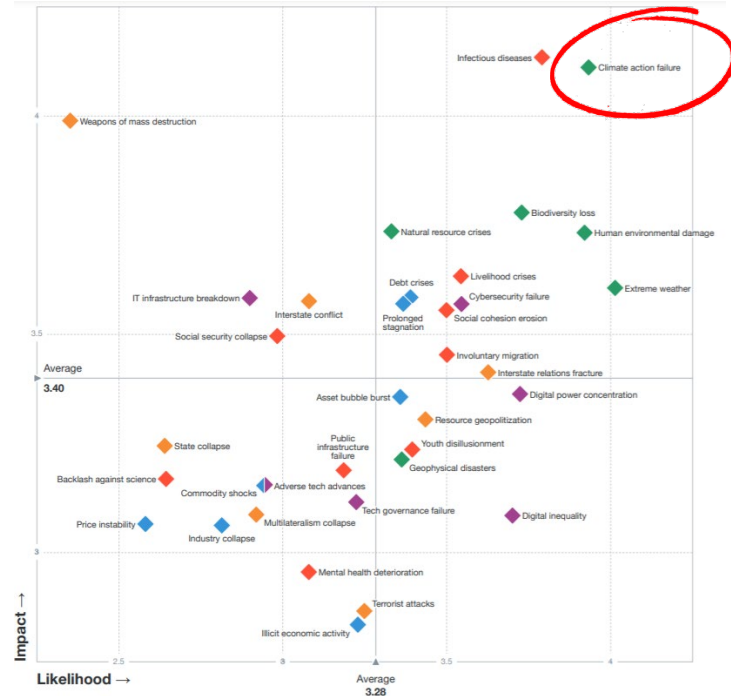 Infectious diseases
Climate action failure
4
Weapons of mass destruction
Biodiversity loss
Natural resource crises
Human environmental damage
Livelihood crises
Debt crises
Extreme weather
IT infrastructure breakdown
Cybersecurity failure
Interstate conflict
Prolonged
stagnation
Social cohesion erosion
Social security collapse
3.5
Involuntary migration
Average
3.40
Interstate relations fracture
Asset bubble burst
Digital power concentration
Resource geopolitization
Public
infrastructure
failure
State collapse
Youth disillusionment
Geophysical disasters
Backlash against science
Commodity shocks
Adverse tech advances
Tech governance failure
Digital inequality
Price instability
Multilateralism collapse
Industry collapse
3
Mental health deterioration
Terrorist attacks
Illicit economic activity
Impact →
2.5
3
3.5
4
Likelihood →
Average
3.28